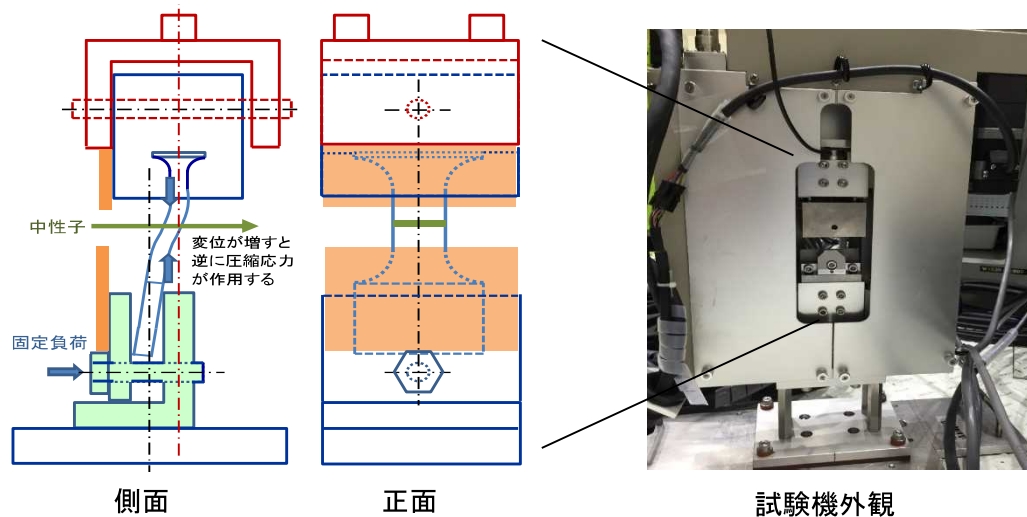 中性子
変位が増すと
逆に圧縮応力
が作用する
固定負荷
側面
正面
試験機外観